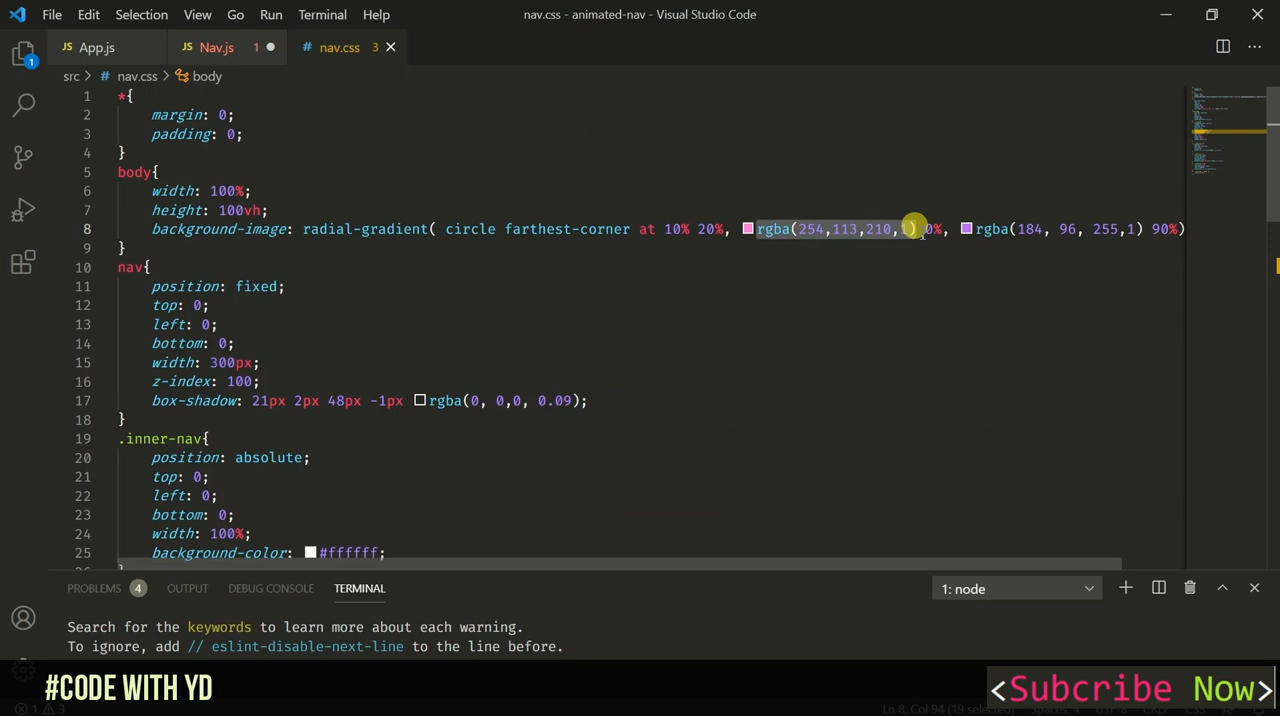 File Edit Selection View Go Run Terminal Help nav.css - animated-nav - Visual Studio Code
JS App.js JS Nav.js 1 # nav.css 3
src > # nav.css > body
1 *{
2 margin: 0;
3 padding: 0;
4 }
5 body{
6 width: 100%;
7 height: 100vh;
8 background-image: radial-gradient( circle farthest-corner at 10% 20%, rgba(254,113,210,1) 0%, rgba(184, 96, 255,1) 90%)
9 }
10 nav{
11 position: fixed;
12 top: 0;
13 left: 0;
14 bottom: 0;
15 width: 300px;
16 z-index: 100;
17 box-shadow: 21px 2px 48px -1px rgba(0, 0,0, 0.09);
18 }
19 .inner-nav{
20 position: absolute;
21 top: 0;
22 left: 0;
23 bottom: 0;
24 width: 100%;
25 background-color: #ffffff;
PROBLEMS 4 OUTPUT DEBUG CONSOLE TERMINAL 1: node
Search for the keywords to learn more about each warning.
To ignore, add // eslint-disable-next-line to the line before.
#CODE WITH YD
<Subcribe Now>